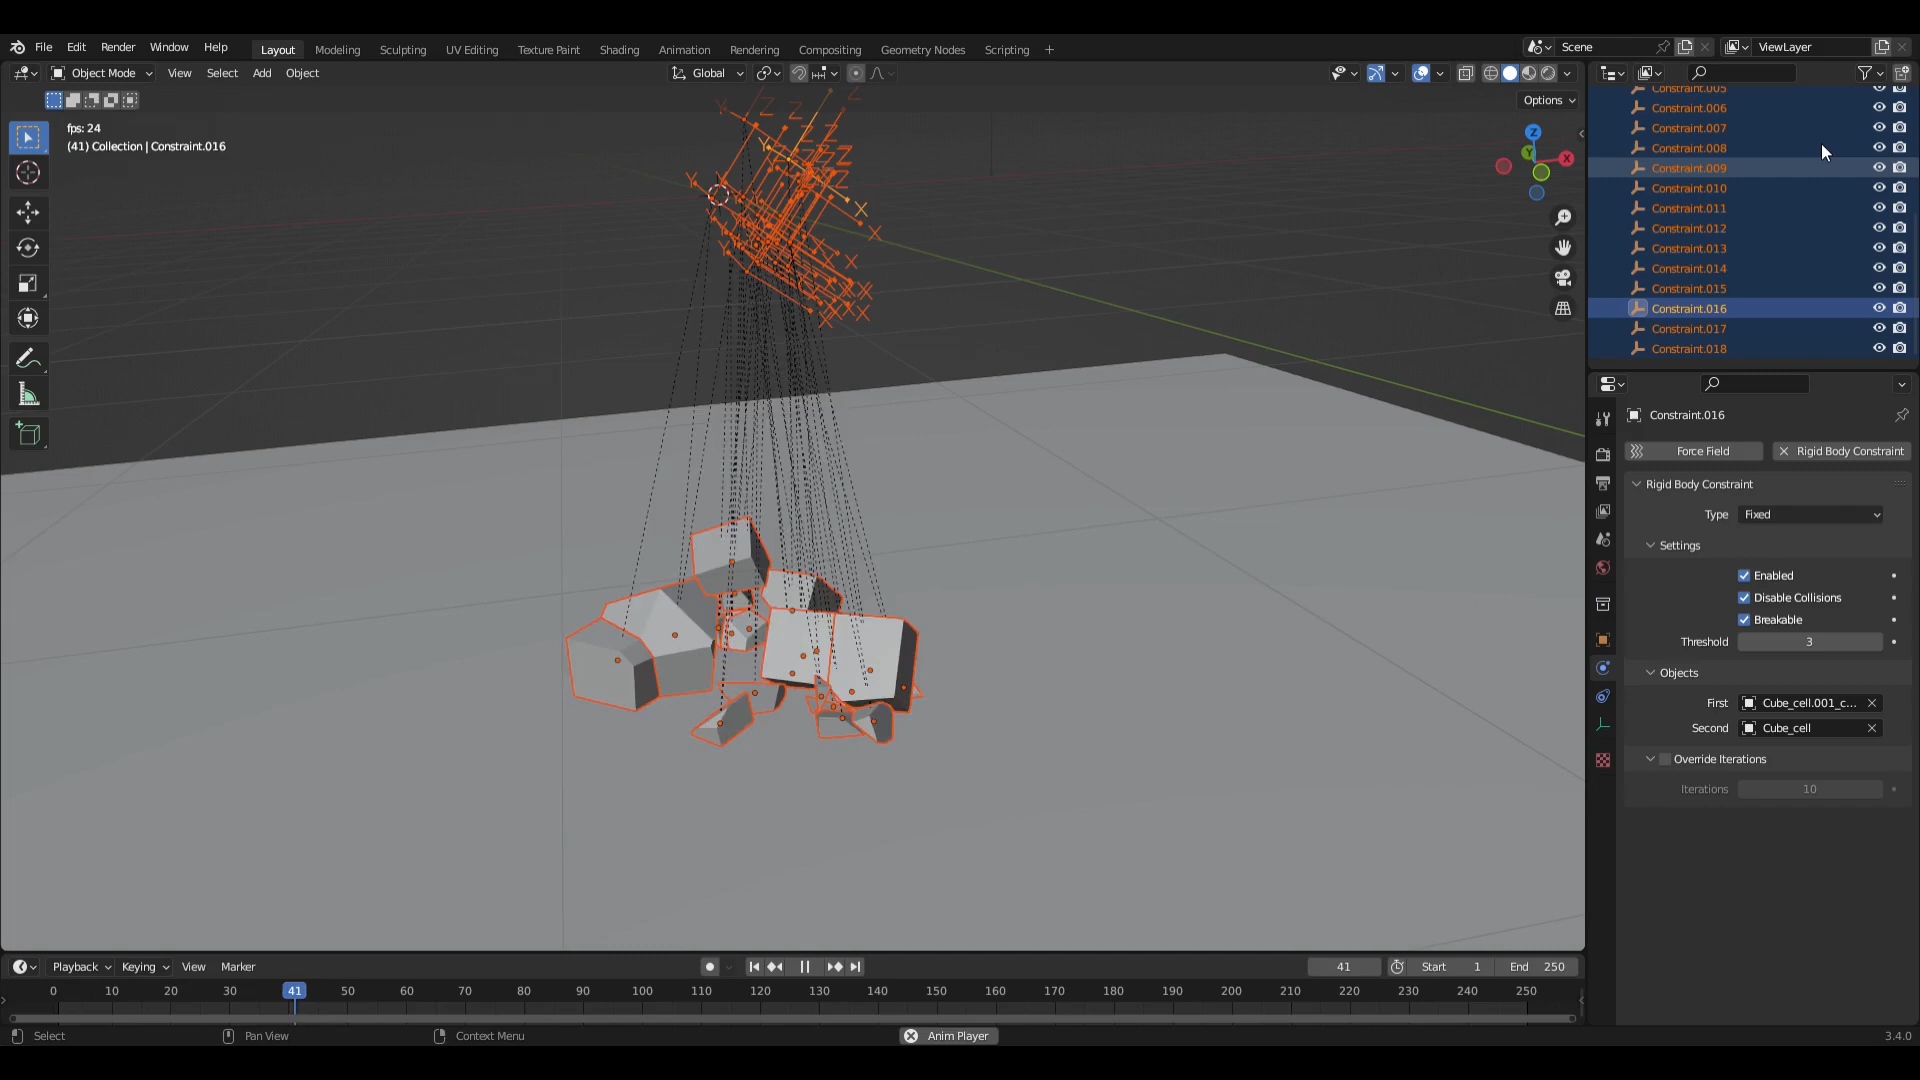 File Edit Render Window Help Layout Modeling Sculpting UV Editing Texture Paint Shading Animation Rendering Compositing Geometry Nodes Scripting + Scene ViewLayer
Object Mode View Select Add Object Global
Options
fps: 24
(41) Collection | Constraint.016
Constraint.005
Constraint.006
Constraint.007
Constraint.008
Constraint.009
Constraint.010
Constraint.011
Constraint.012
Constraint.013
Constraint.014
Constraint.015
Constraint.016
Constraint.017
Constraint.018
Constraint.016
Force Field Rigid Body Constraint
Rigid Body Constraint
Type Fixed
Settings
Enabled
Disable Collisions
Breakable
Threshold 3
Objects
First Cube_cell.001_c...
Second Cube_cell
Override Iterations
Iterations 10
Playback Keying View Marker 41 Start 1 End 250
0 10 20 30 41 50 60 70 80 90 100 110 120 130 140 150 160 170 180 190 200 210 220 230 240 250
Select Pan View Context Menu Anim Player 3.4.0